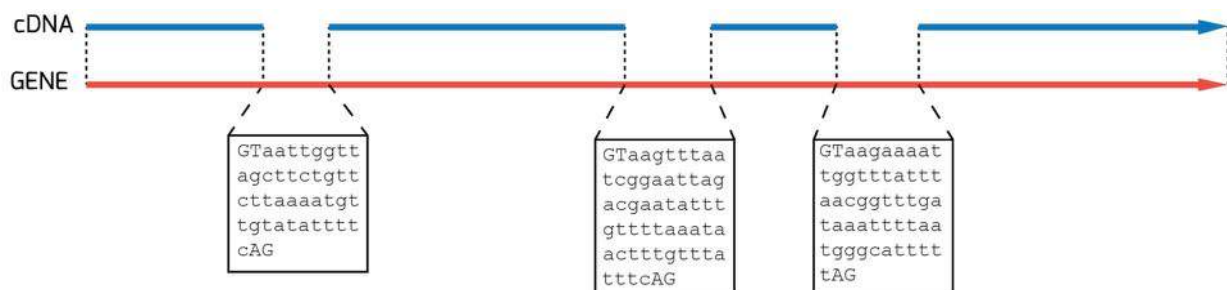 cDNA
GENE
GTaattggtt
agcttctgtt
cttaaaatgt
tgtatatttt
cAG
GTaagtttaa
tcggaattag
acgaatattt
gttttaaata
actttgttta
tttcAG
GTaagaaaat
tggtttattt
aacggtttga
taaattttaa
tgggcatttt
tAG